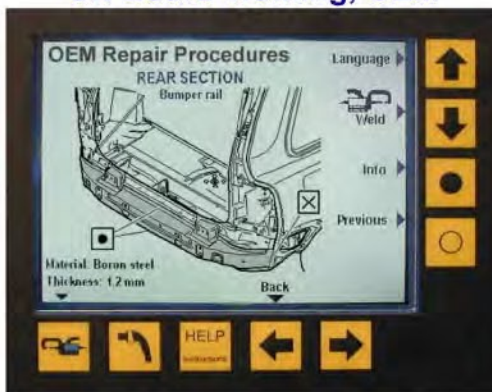 OEM Repair Procedures
REAR SECTION
Bumper rail
Language
Weld
Info
Previous
Material: Boron steel
Thickness: 1.2 mm
Back
HELP